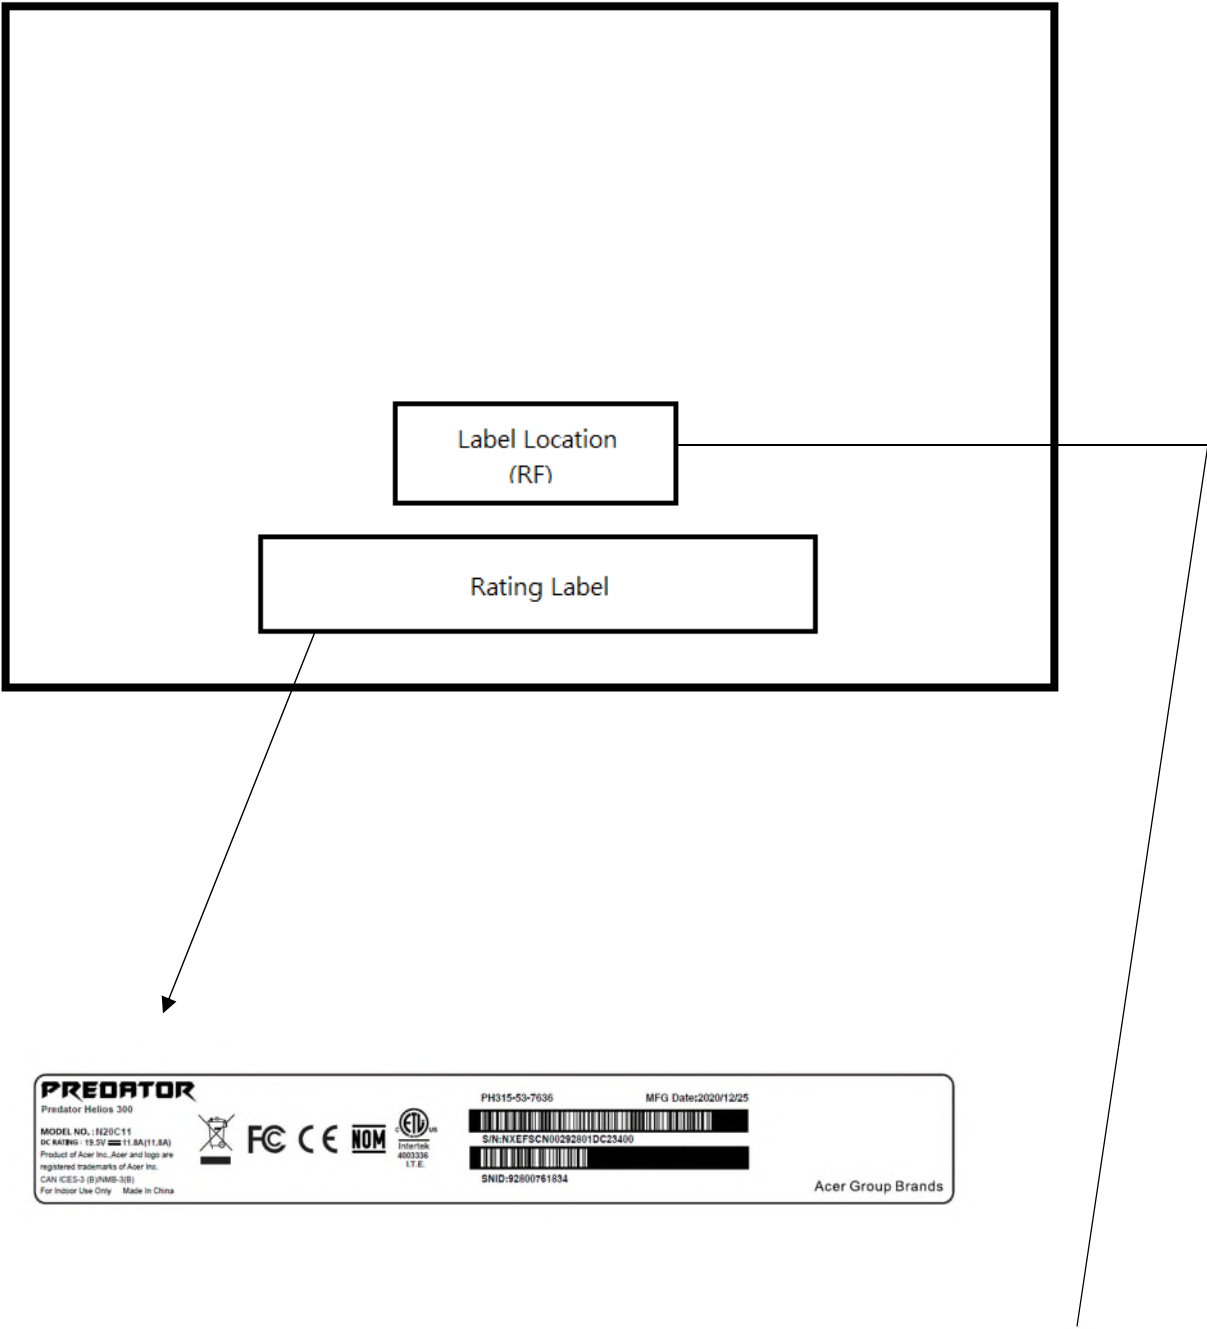 Label Location
(RF)
Rating Label
PREDATOR
Predator Helios 300
MODEL NO. : N20C11
DC RATING : 19.5V 11.8A(11.8A)
Product of Acer Inc.,Acer and logo are
registered trademarks of Acer Inc.
CAN ICES-3 (B)/NMB-3(B)
For Indoor Use Only Made In China
FC CE NOM
C ETL US
Intertek
4003336
I.T.E.
PH315-53-7636 MFG Date:2020/12/25
S/N:NXEFSCN00292801DC23400
SNID:92800761834
Acer Group Brands